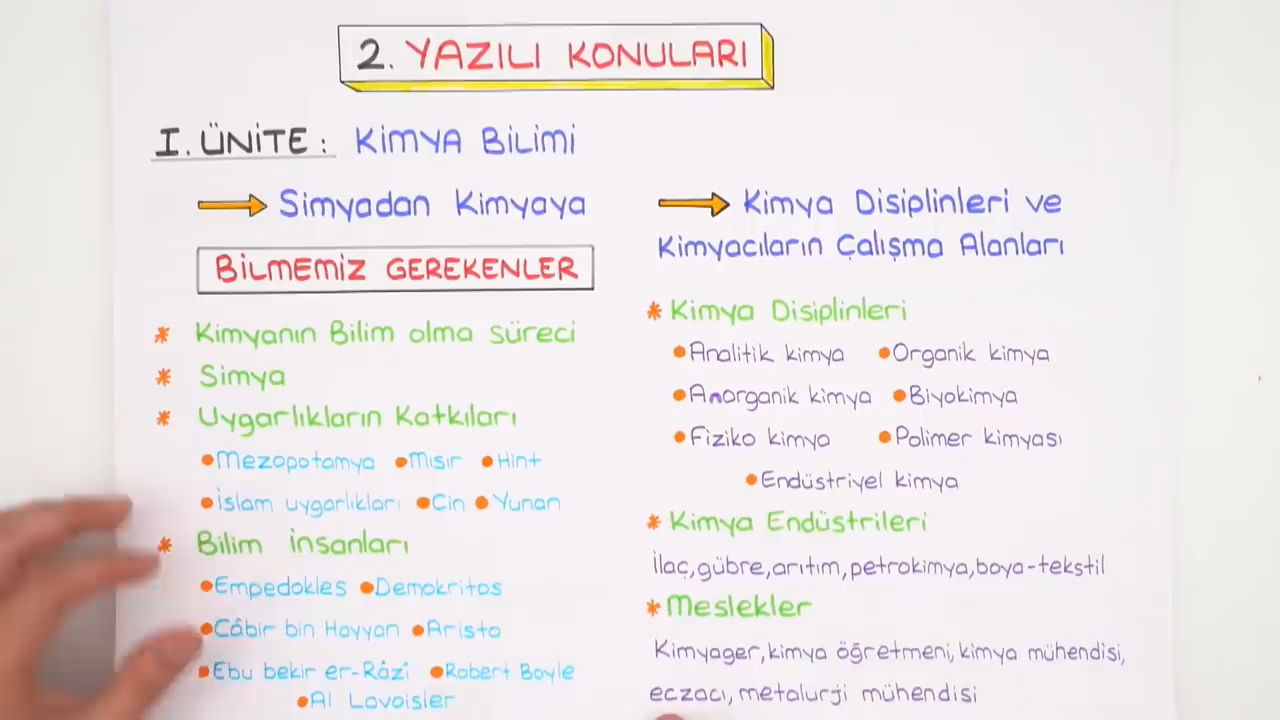 2. YAZILI KONULARI
I. ÜNİTE: KİMYA BİLİMİ
Simyadan Kimyaya
BİLMEMİZ GEREKENLER
* Kimyanın Bilim olma süreci
* Simya
* Uygarlıkların Katkıları
•Mezopotamya •Mısır •Hint
•İslam uygarlıkları •Çin •Yunan
* Bilim insanları
•Empedokles •Demokritos
•Câbir bin Hayyan •Aristo
•Ebu bekir er-Râzî •Robert Boyle
•Al Lavoisier
Kimya Disiplinleri ve
Kimyacıların Çalışma Alanları
* Kimya Disiplinleri
•Analitik kimya •Organik kimya
•Anorganik kimya •Biyokimya
•Fiziko kimya •Polimer kimyası
•Endüstriyel kimya
* Kimya Endüstrileri
İlaç,gübre,arıtım,petrokimya,boya-tekstil
* Meslekler
Kimyager,kimya öğretmeni,kimya mühendisi,
eczacı,metalurji mühendisi